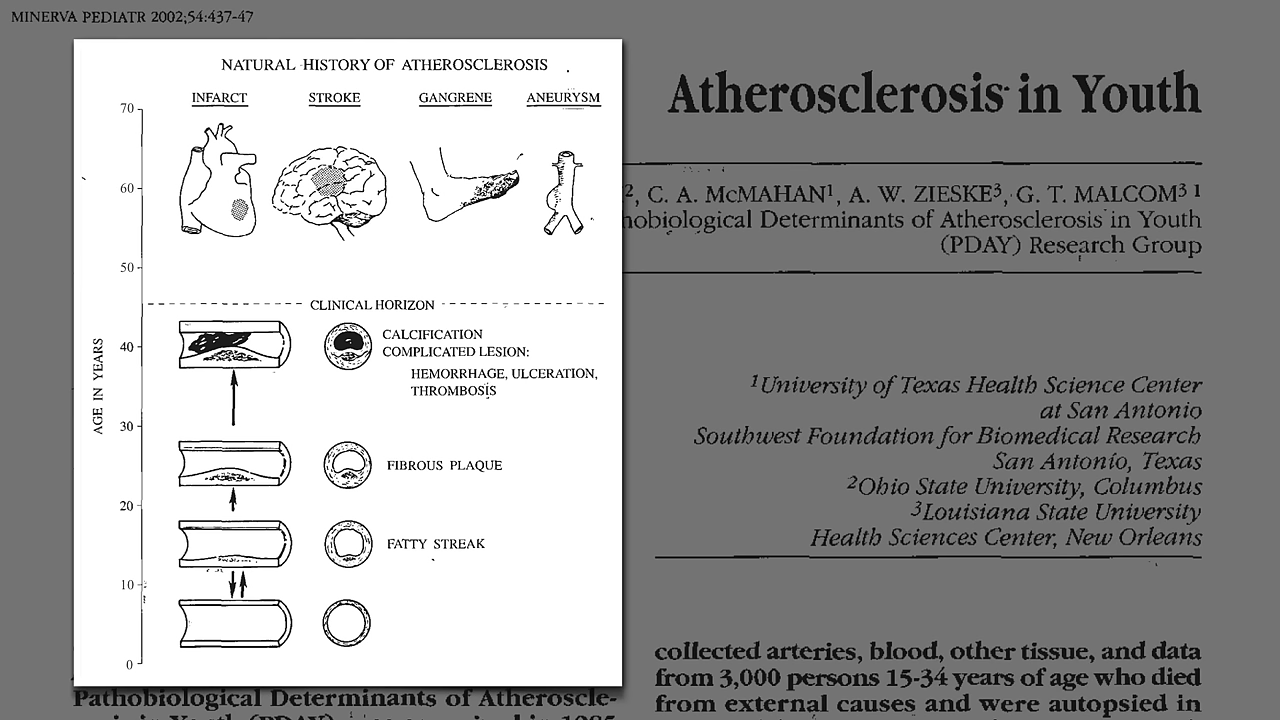 MINERVA PEDIATR 2002;54:437-47
NATURAL HISTORY OF ATHEROSCLEROSIS
INFARCT STROKE GANGRENE ANEURYSM
70
60
50
CLINICAL HORIZON
CALCIFICATION
COMPLICATED LESION:
HEMORRHAGE, ULCERATION,
THROMBOSIS
40
AGE IN YEARS
30
FIBROUS PLAQUE
20
FATTY STREAK
10
0
Atherosclerosis in Youth
2, C. A. McMAHAN1, A. W. ZIESKE3, G. T. MALCOM3 1
Determinants of Atherosclerosis in Youth
(PDAY) Research Group
1University of Texas Health Science Center
at San Antonio
Southwest Foundation for Biomedical Research
San Antonio, Texas
2Ohio State University, Columbus
3Louisiana State University
Health Sciences Center, New Orleans
Pathobiological Determinants of Atheroscle-
collected arteries, blood, other tissue, and data
from 3,000 persons 15-34 years of age who died
from external causes and were autopsied in